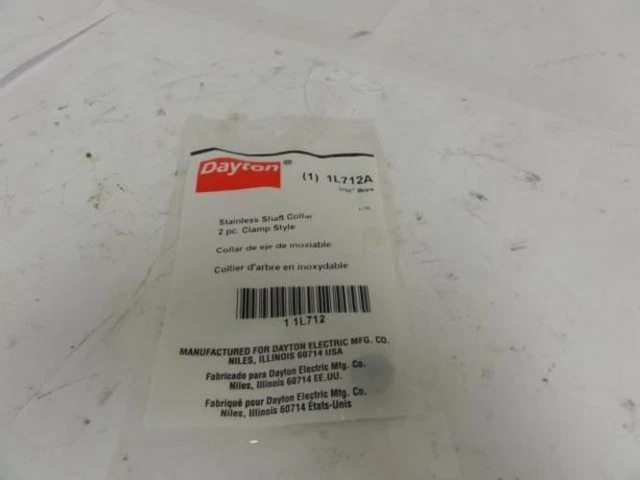 Dayton®
(1) 1L712A
Bore
Stainless Shaft Collar
2 pc. Clamp Style
Collar de eje de inoxiable
Collier d'arbre en inoxydable
1 1L712
MANUFACTURED FOR DAYTON ELECTRIC MFG. CO.
NILES, ILLINOIS 60714 USA
Fabricado para Dayton Electric Mfg. Co.
Niles, Illinois 60714 EE.UU.
Fabriqué pour Dayton Electric Mfg. Co.
Niles, Illinois 60714 États-Unis